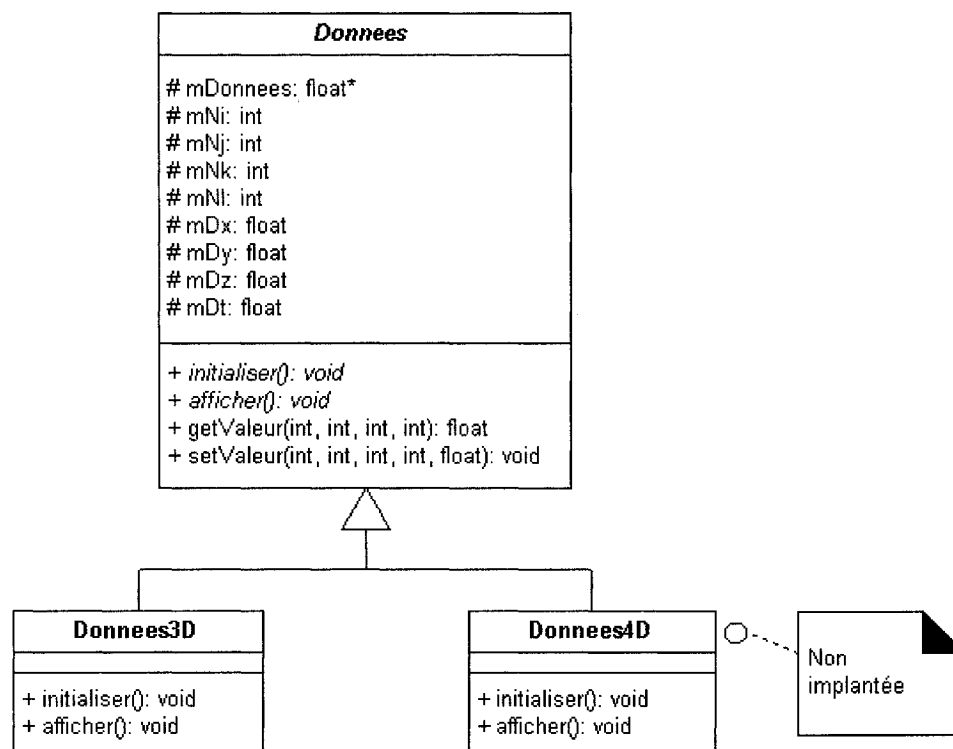 Donnees
# mDonnees: float*
# mNi: int
# mNj: int
# mNk: int
# mNl: int
# mDx: float
# mDy: float
# mDz: float
# mDt: float
+ initialiser(): void
+ afficher(): void
+ getValeur(int, int, int, int): float
+ setValeur(int, int, int, int, float): void
Donnees3D
+ initialiser(): void
+ afficher(): void
Donnees4D
+ initialiser(): void
+ afficher(): void
Non
implantée